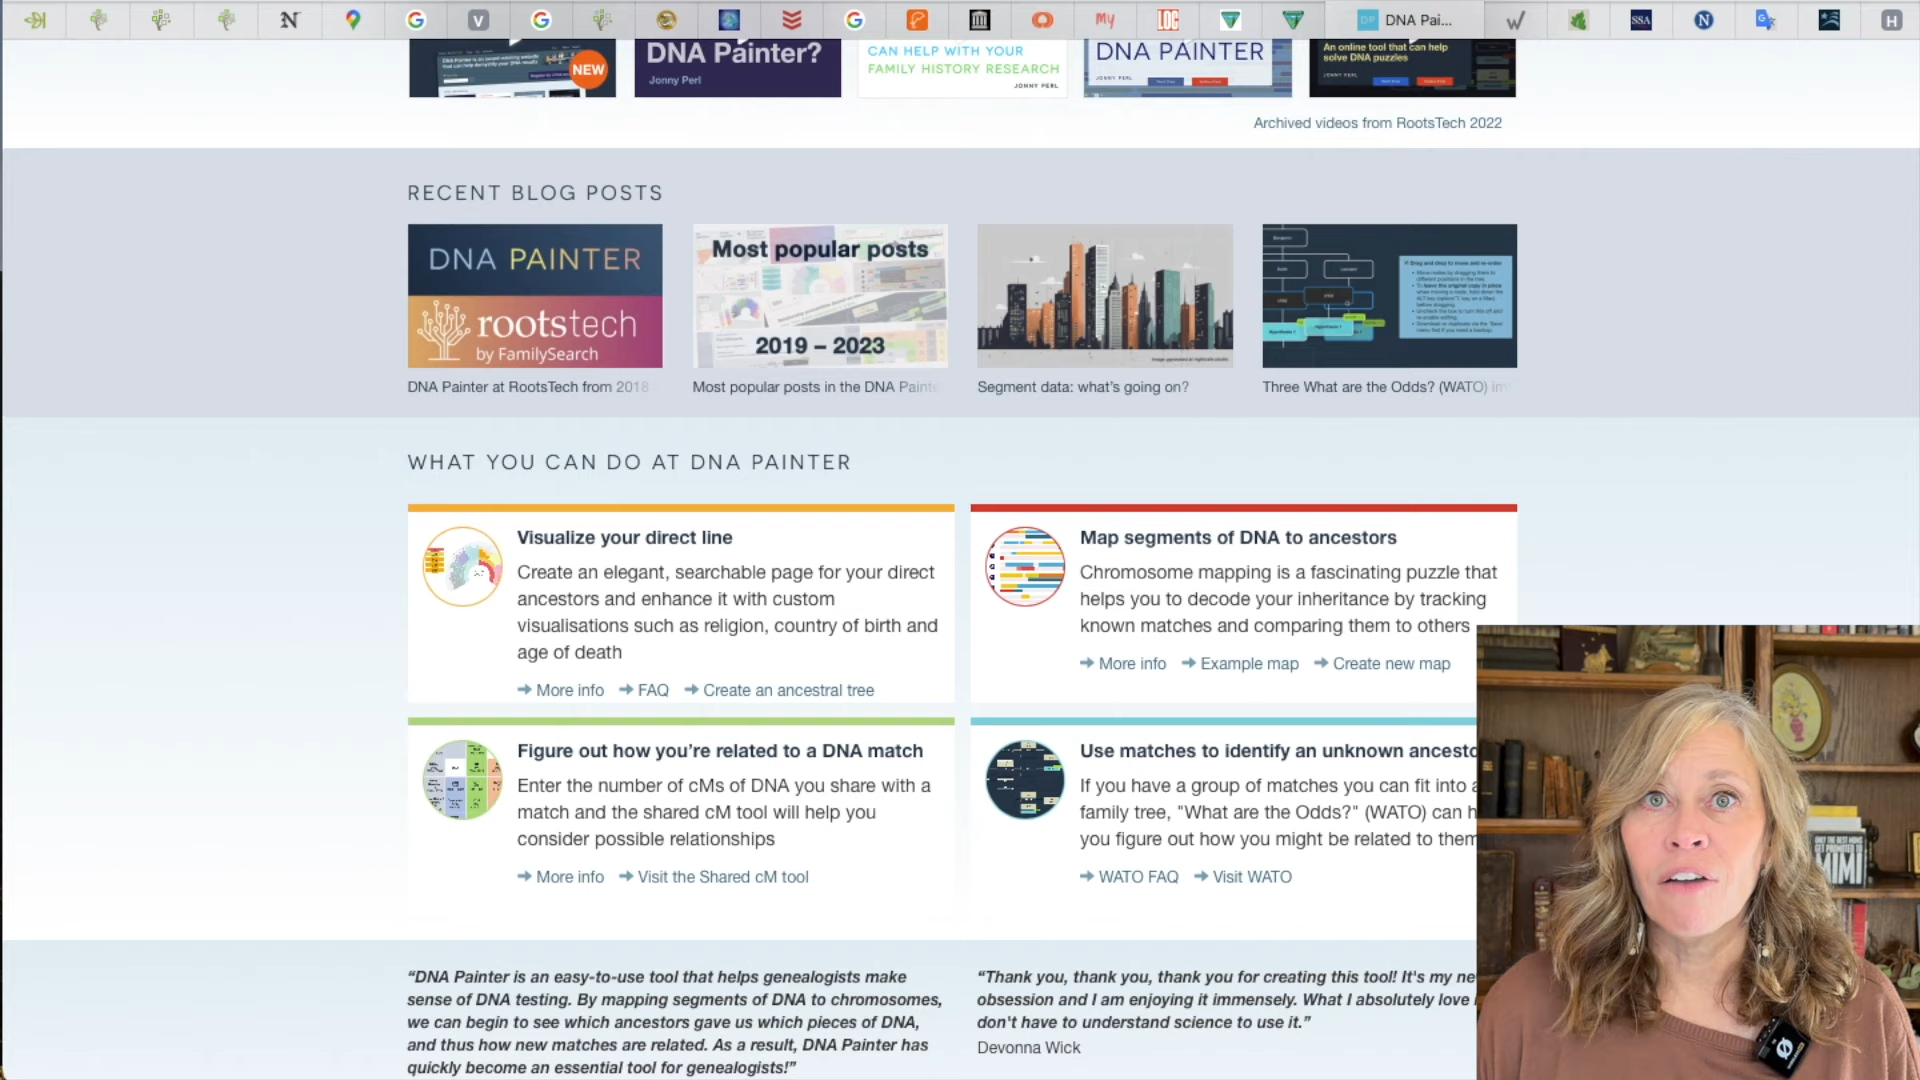 DNA Pai...
NEW
DNA Painter?
Jonny Perl
CAN HELP WITH YOUR
FAMILY HISTORY RESEARCH
JONNY PERL
DNA PAINTER
JONNY PERL
An online tool that can help
solve DNA puzzles
JONNY PERL
Archived videos from RootsTech 2022
RECENT BLOG POSTS
DNA PAINTER
rootstech
by FamilySearch
DNA Painter at RootsTech from 2018
Most popular posts
2019 – 2023
Most popular posts in the DNA Painte
Segment data: what's going on?
Three What are the Odds? (WATO) im
WHAT YOU CAN DO AT DNA PAINTER
Visualize your direct line
Create an elegant, searchable page for your direct
ancestors and enhance it with custom
visualisations such as religion, country of birth and
age of death
More info FAQ Create an ancestral tree
Map segments of DNA to ancestors
Chromosome mapping is a fascinating puzzle that
helps you to decode your inheritance by tracking
known matches and comparing them to others
More info Example map Create new map
Figure out how you're related to a DNA match
Enter the number of cMs of DNA you share with a
match and the shared cM tool will help you
consider possible relationships
More info Visit the Shared cM tool
Use matches to identify an unknown ancesto
If you have a group of matches you can fit into a
family tree, "What are the Odds?" (WATO) can h
you figure out how you might be related to them
WATO FAQ Visit WATO
“DNA Painter is an easy-to-use tool that helps genealogists make
sense of DNA testing. By mapping segments of DNA to chromosomes,
we can begin to see which ancestors gave us which pieces of DNA,
and thus how new matches are related. As a result, DNA Painter has
quickly become an essential tool for genealogists!”
“Thank you, thank you, thank you for creating this tool! It's my ne
obsession and I am enjoying it immensely. What I absolutely love
don't have to understand science to use it.”
Devonna Wick
ONLY THE BEST MOMS
GET PROMOTED TO
MIMI